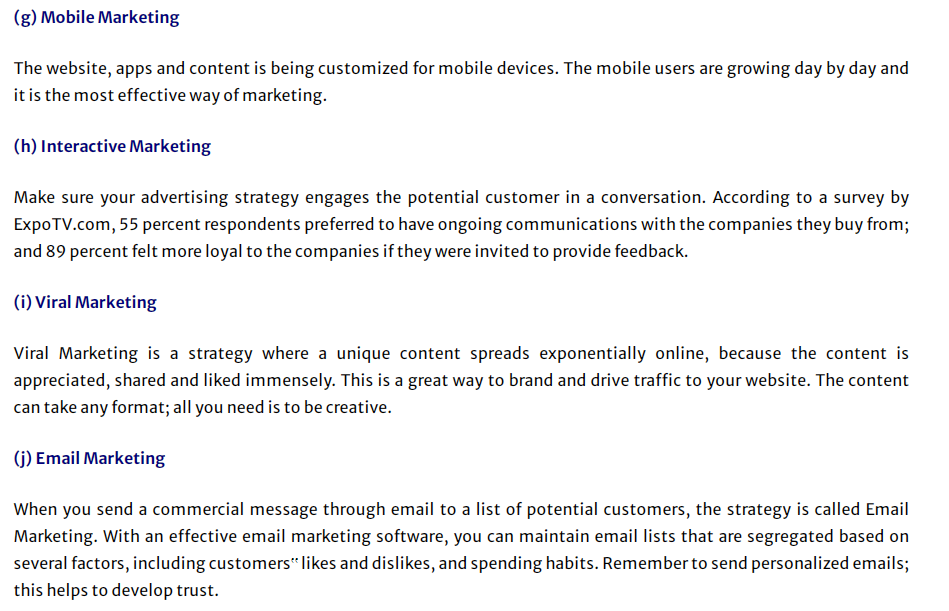 (g) Mobile Marketing
The website, apps and content is being customized for mobile devices. The mobile users are growing day by day and
it is the most effective way of marketing.
(h) Interactive Marketing
Make sure your advertising strategy engages the potential customer in a conversation. According to a survey by
ExpoTV.com, 55 percent respondents preferred to have ongoing communications with the companies they buy from;
and 89 percent felt more loyal to the companies if they were invited to provide feedback.
(i) Viral Marketing
Viral Marketing is a strategy where a unique content spreads exponentially online, because the content is
appreciated, shared and liked immensely. This is a great way to brand and drive traffic to your website. The content
can take any format; all you need is to be creative.
(j) Email Marketing
When you send a commercial message through email to a list of potential customers, the strategy is called Email
Marketing. With an effective email marketing software, you can maintain email lists that are segregated based on
several factors, including customers‟ likes and dislikes, and spending habits. Remember to send personalized emails;
this helps to develop trust.